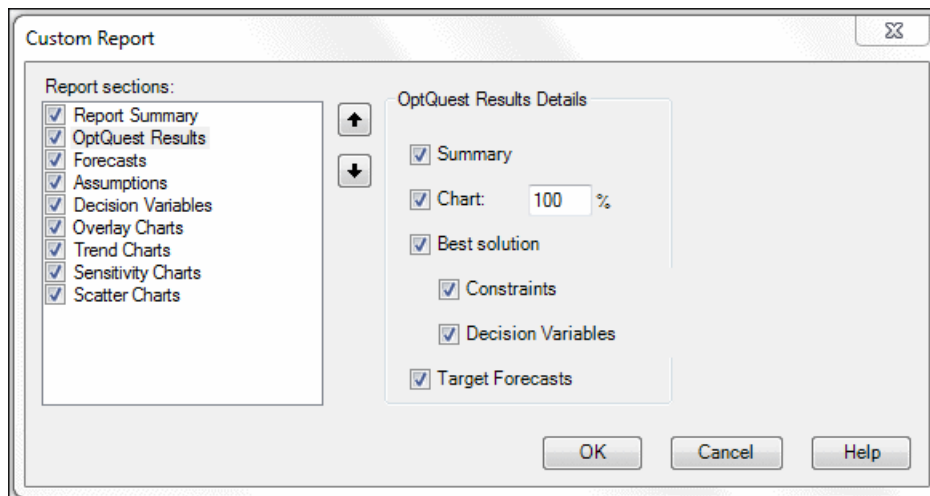 Custom Report
Report sections:
Report Summary
OptQuest Results
Forecasts
Assumptions
Decision Variables
Overlay Charts
Trend Charts
Sensitivity Charts
Scatter Charts
OptQuest Results Details
Summary
Chart: 100 %
Best solution
Constraints
Decision Variables
Target Forecasts
OK Cancel Help